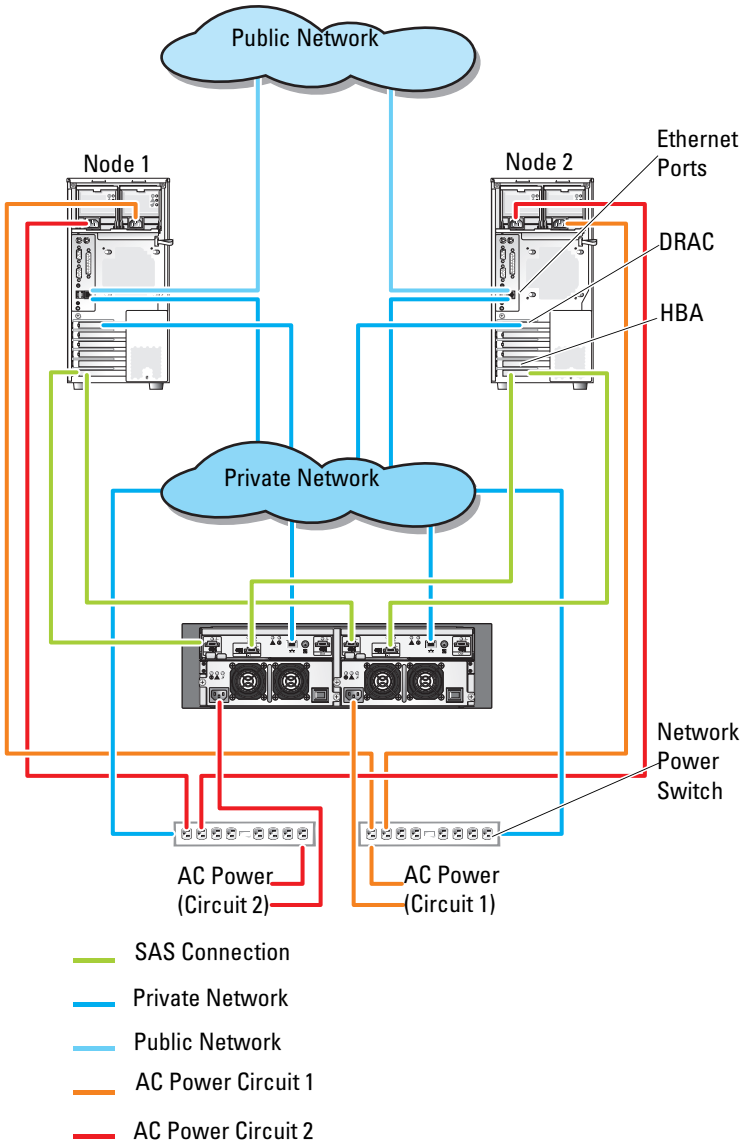 Public Network
Node 1
Node 2
Ethernet
Ports
DRAC
HBA
Private Network
Network
Power
Switch
AC Power
(Circuit 2)
AC Power
(Circuit 1)
SAS Connection
Private Network
Public Network
AC Power Circuit 1
AC Power Circuit 2